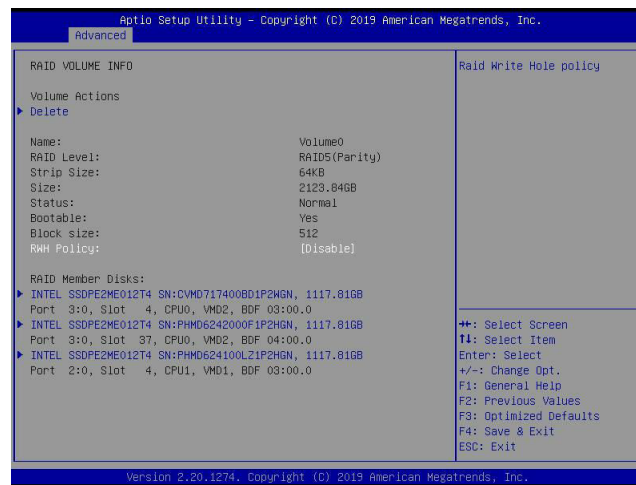 Aptio Setup Utility – Copyright (C) 2019 American Megatrends, Inc.
Advanced
RAID VOLUME INFO
Raid Write Hole policy
Volume Actions
Delete
Name: Volume0
RAID Level: RAID5(Parity)
Strip Size: 64KB
Size: 2123.84GB
Status: Normal
Bootable: Yes
Block size: 512
RWH Policy: [Disable]
RAID Member Disks:
INTEL SSDPE2ME012T4 SN:CVMD717400BD1P2WGN, 1117.81GB
Port 3:0, Slot 4, CPU0, VMD2, BDF 03:00.0
INTEL SSDPE2ME012T4 SN:PHMD6242000F1P2HGN, 1117.81GB
Port 3:0, Slot 37, CPU0, VMD2, BDF 04:00.0
INTEL SSDPE2ME012T4 SN:PHMD624100LZ1P2HGN, 1117.81GB
Port 2:0, Slot 4, CPU1, VMD1, BDF 03:00.0
→←: Select Screen
↑↓: Select Item
Enter: Select
+/-: Change Opt.
F1: General Help
F2: Previous Values
F3: Optimized Defaults
F4: Save & Exit
ESC: Exit
Version 2.20.1274. Copyright (C) 2019 American Megatrends, Inc.